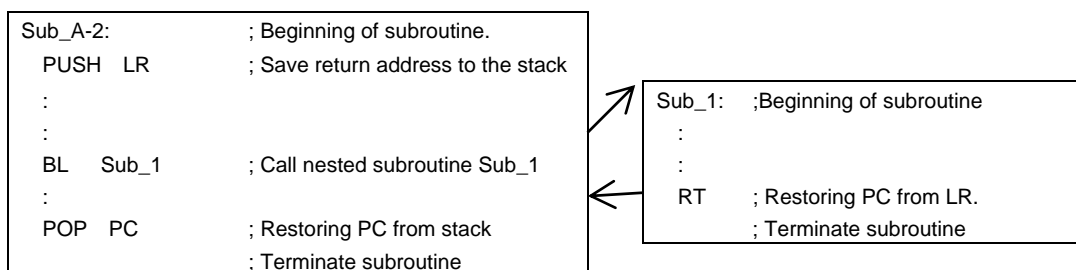 Sub_A-2: ; Beginning of subroutine.
PUSH LR ; Save return address to the stack
:
:
BL Sub_1 ; Call nested subroutine Sub_1
:
POP PC ; Restoring PC from stack
; Terminate subroutine
Sub_1: ;Beginning of subroutine
:
:
RT ; Restoring PC from LR.
; Terminate subroutine